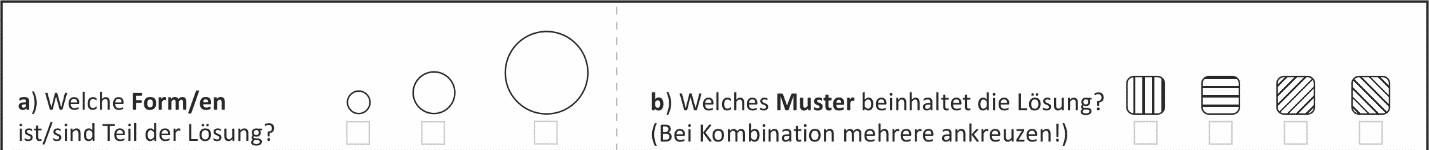 a) Welche Form/en
ist/sind Teil der Lösung?
b) Welches Muster beinhaltet die Lösung?
(Bei Kombination mehrere ankreuzen!)